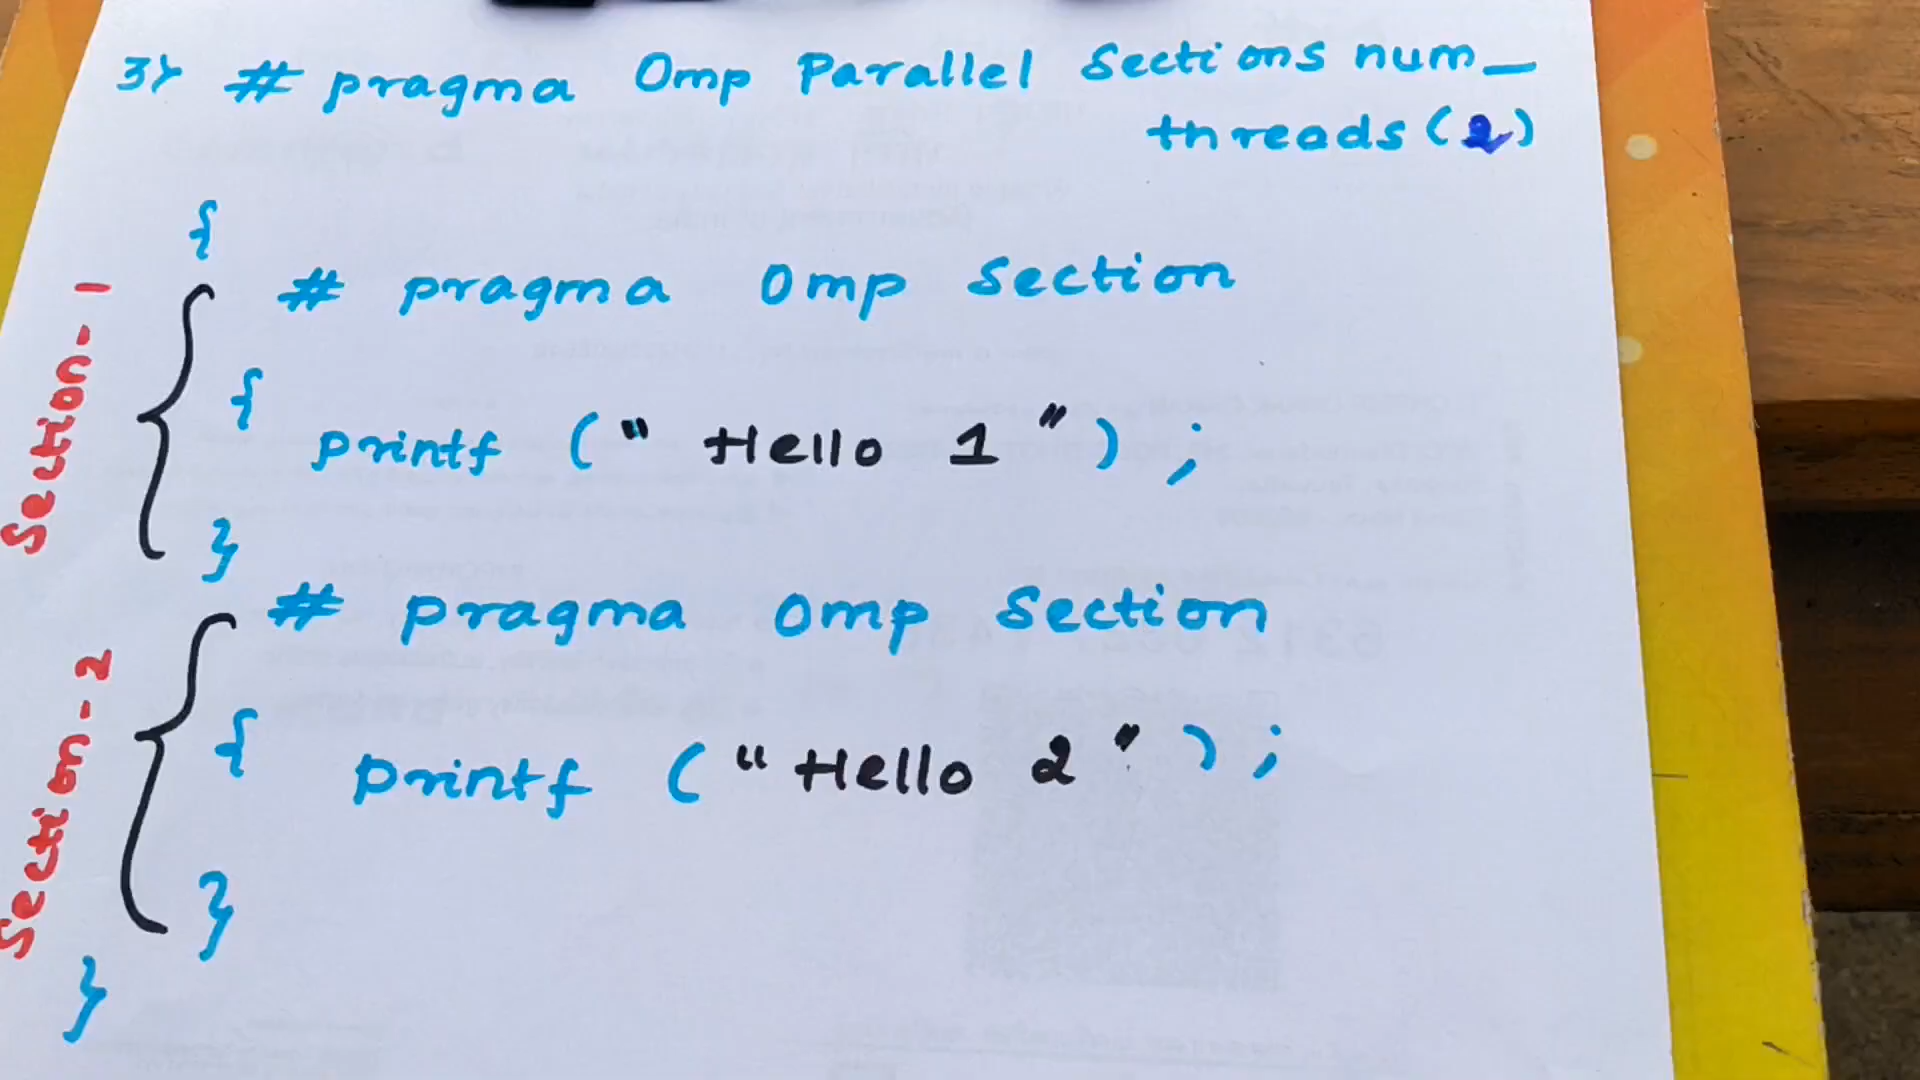 3} # pragma Omp Parallel Sections num_
threads(2)
{
Section-1
# pragma Omp Section
{
printf (" Hello 1 ");
}
Section-2
# pragma Omp Section
{
printf ("Hello 2");
}
}